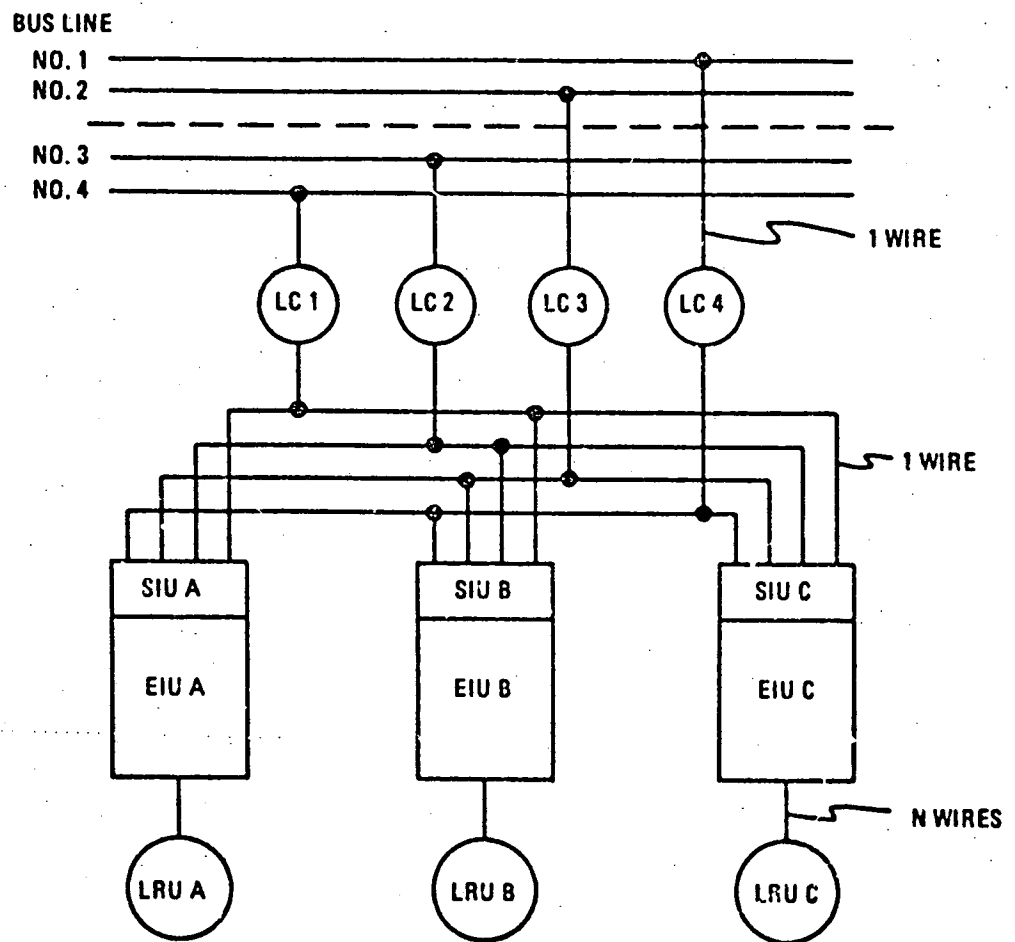 BUS LINE
NO. 1
NO. 2
NO. 3
NO. 4
1 WIRE
LC 1
LC 2
LC 3
LC 4
1 WIRE
SIU A
SIU B
SIU C
EIU A
EIU B
EIU C
N WIRES
LRU A
LRU B
LRU C